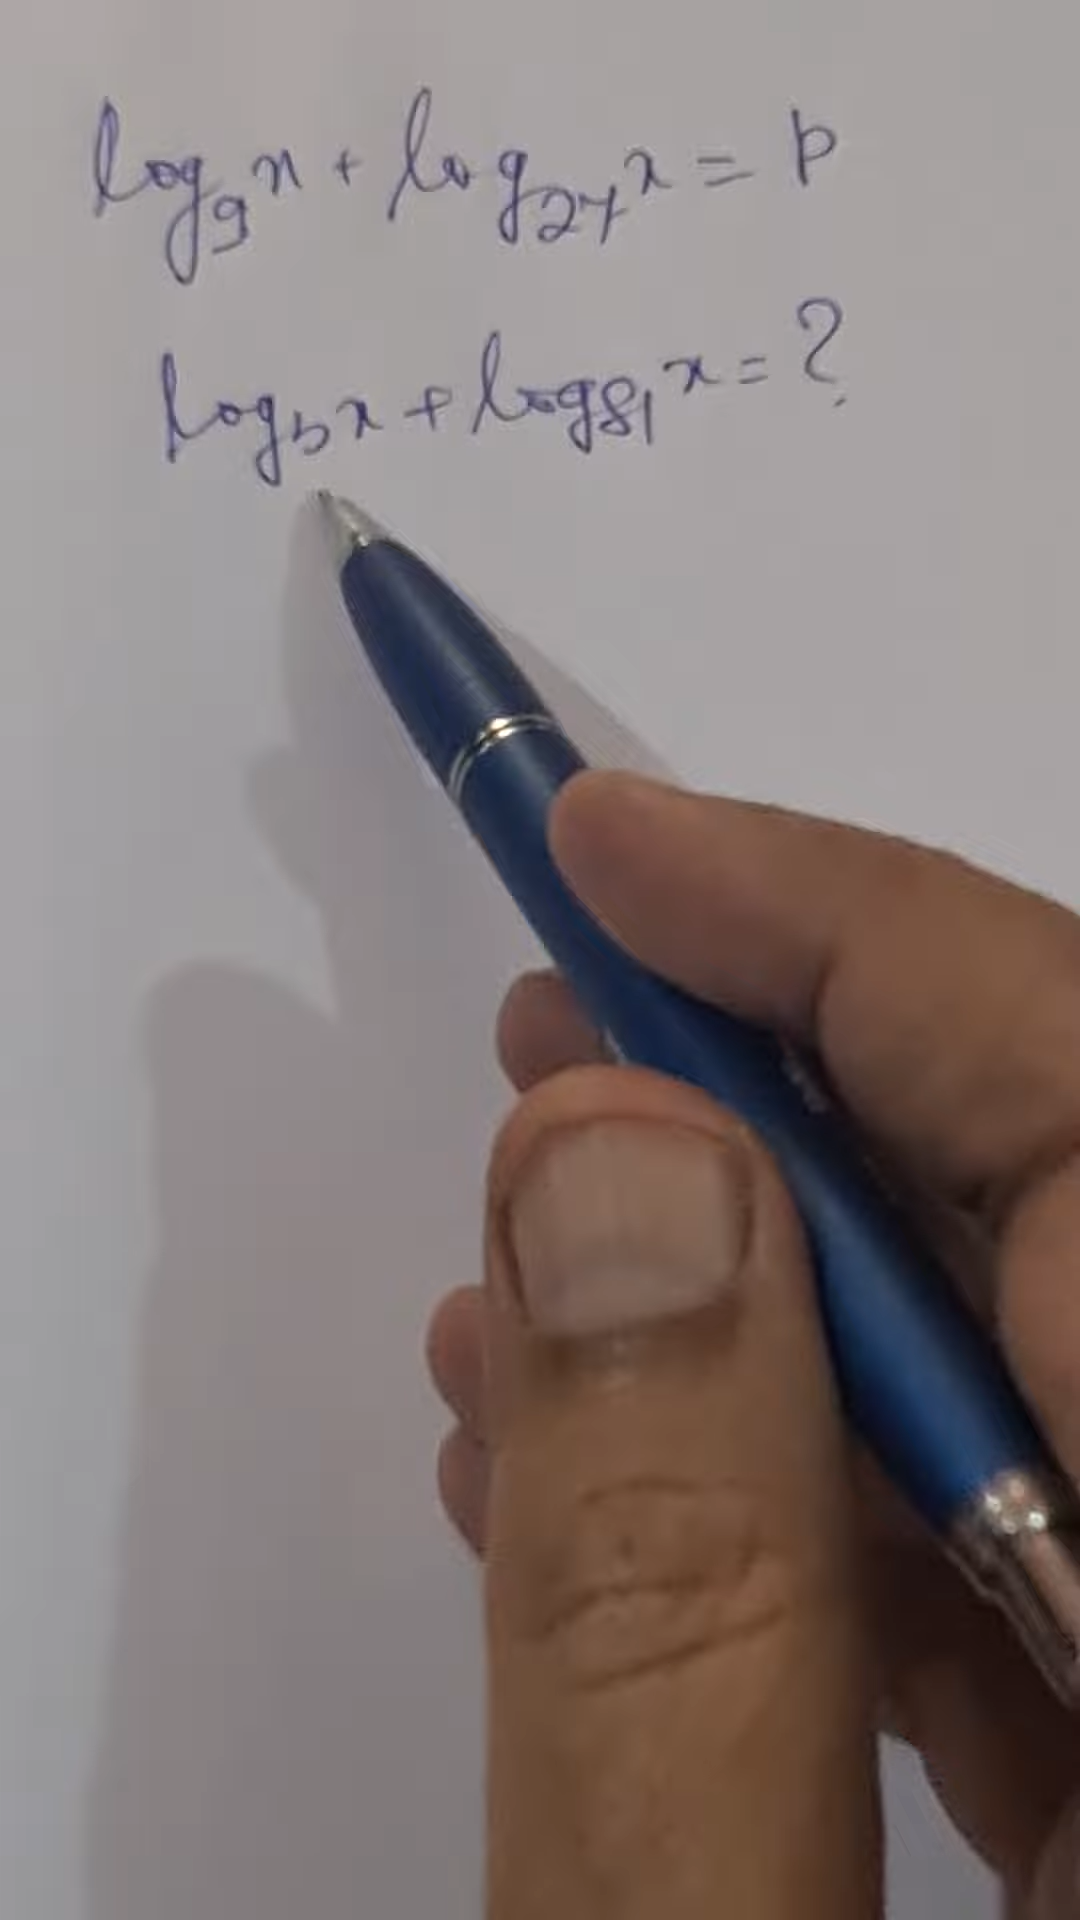 log₉x + log₂₇x = p
log₃x + log₈₁x = ?